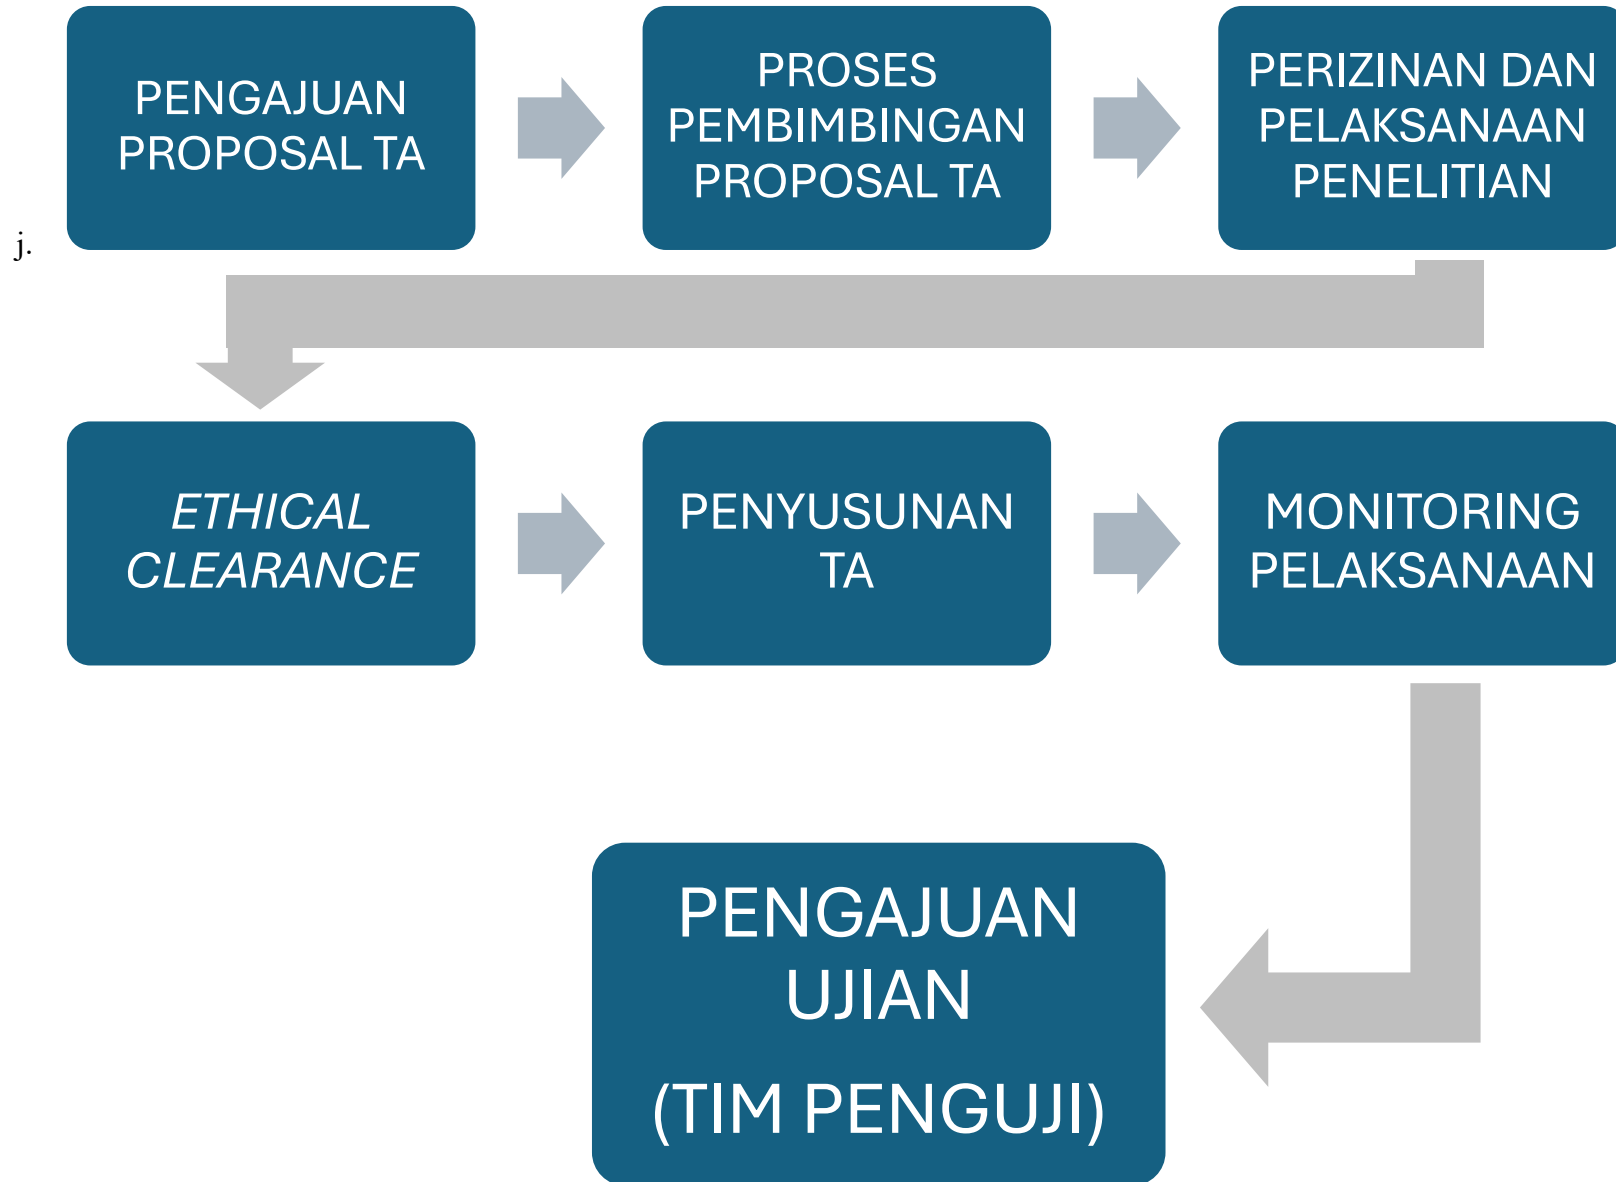 PENGAJUAN
PROPOSAL TA
PROSES
PEMBIMBINGAN
PROPOSAL TA
PERIZINAN DAN
PELAKSANAAN
PENELITIAN
j.
ETHICAL
CLEARANCE
PENYUSUNAN
TA
MONITORING
PELAKSANAAN
PENGAJUAN
UJIAN
(TIM PENGUJI)